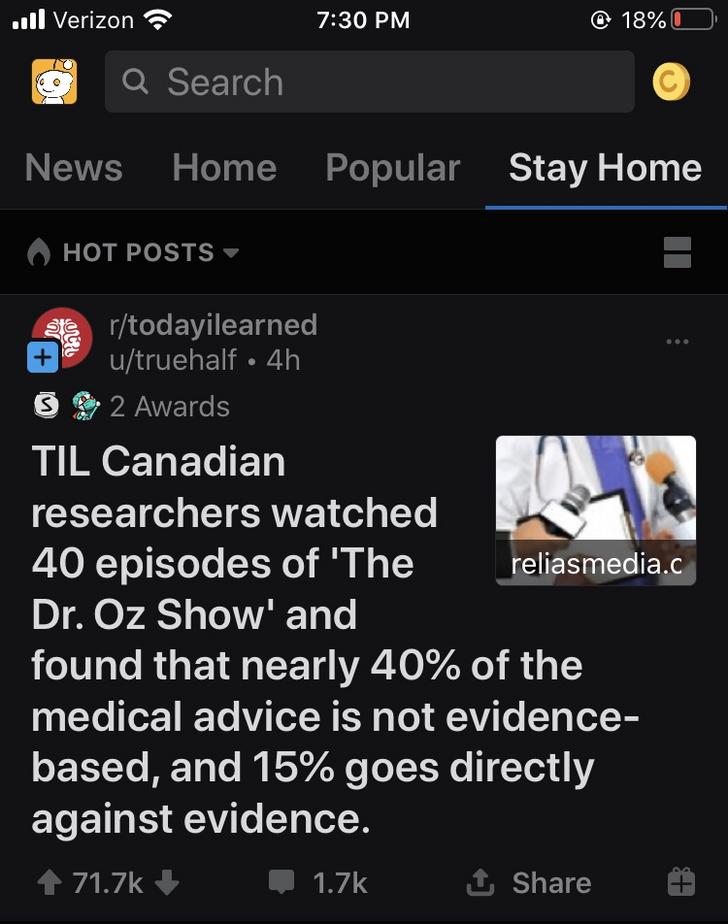 Verizon 7:30 PM 18%
Search
News Home Popular Stay Home
HOT POSTS
r/todayilearned
u/truehalf • 4h
2 Awards
TIL Canadian
researchers watched
40 episodes of 'The
Dr. Oz Show' and
found that nearly 40% of the
medical advice is not evidence-
based, and 15% goes directly
against evidence.
reliasmedia.c
71.7k 1.7k Share